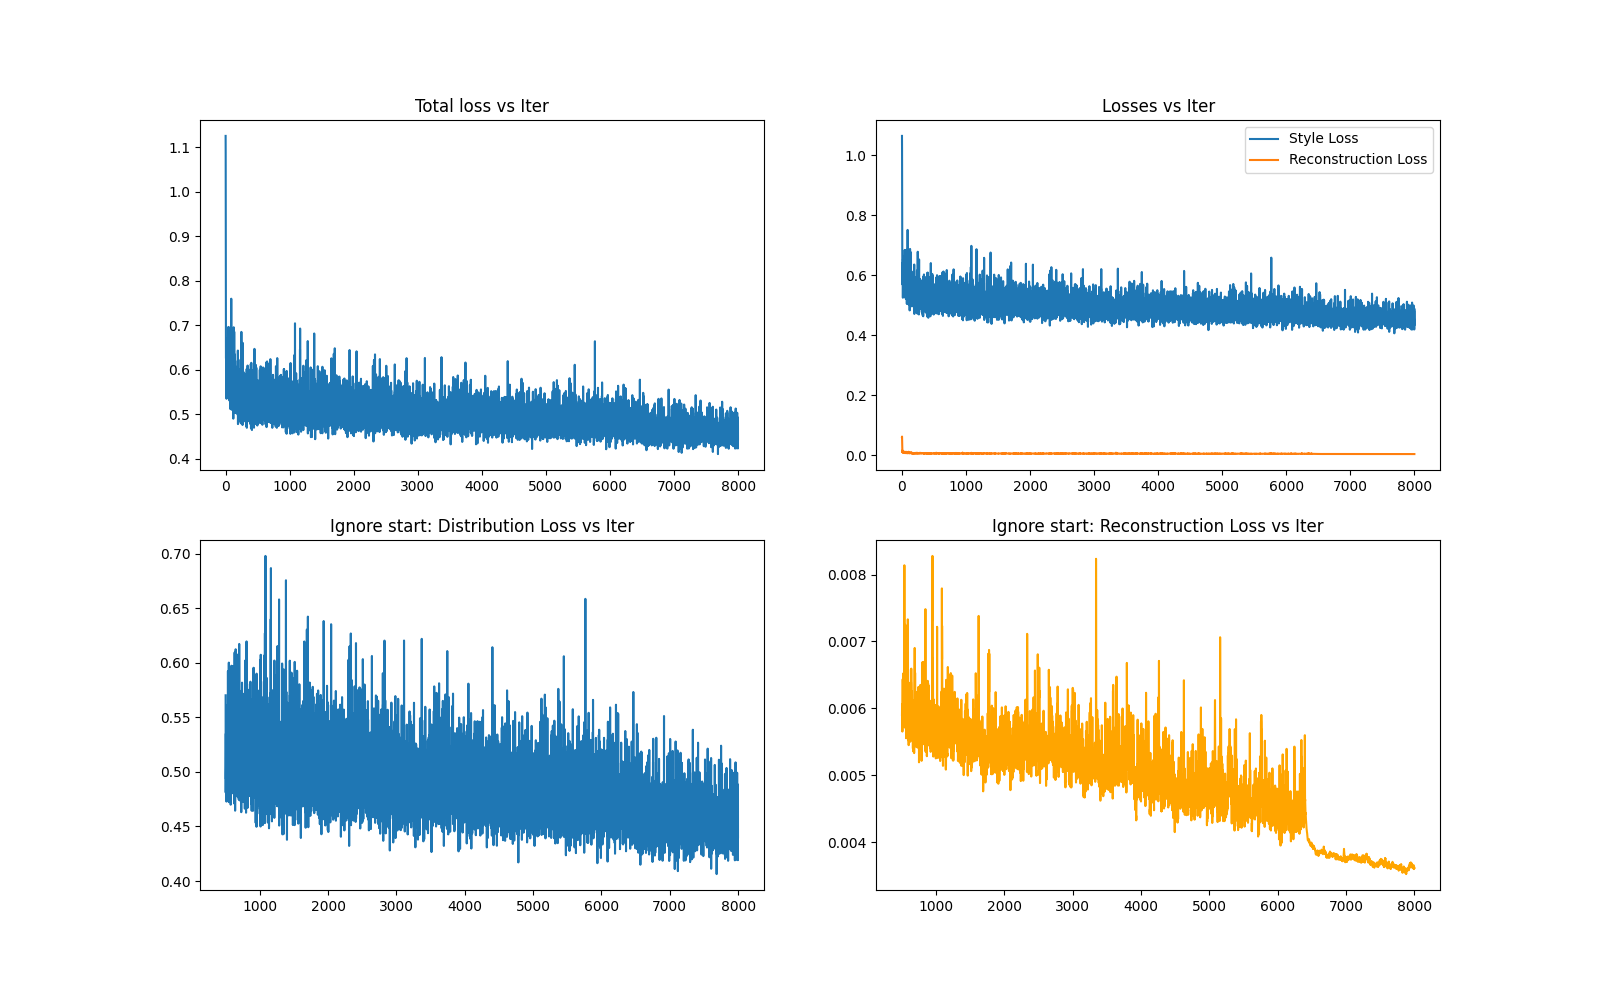 Total loss vs Iter
1.1
1.0
0.9
0.8
0.7
0.6
0.5
0.4
0 1000 2000 3000 4000 5000 6000 7000 8000
Losses vs Iter
Style Loss
Reconstruction Loss
1.0
0.8
0.6
0.4
0.2
0.0
0 1000 2000 3000 4000 5000 6000 7000 8000
Ignore start: Distribution Loss vs Iter
0.70
0.65
0.60
0.55
0.50
0.45
0.40
1000 2000 3000 4000 5000 6000 7000 8000
Ignore start: Reconstruction Loss vs Iter
0.008
0.007
0.006
0.005
0.004
1000 2000 3000 4000 5000 6000 7000 8000